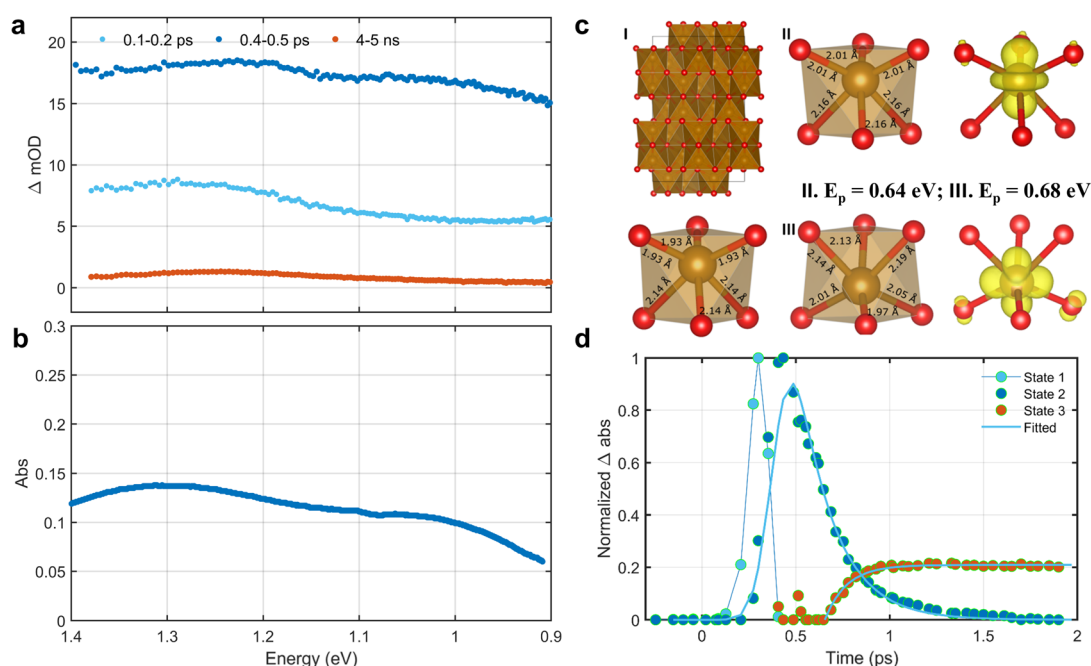 a
0.1-0.2 ps 0.4-0.5 ps 4-5 ns
20
15
10
5
0
Δ mOD
b
0.3
0.25
0.2
0.15
0.1
0.05
0
Abs
1.4 1.3 1.2 1.1 1 0.9
Energy (eV)
c
I
II
2.01 Å
2.01 Å
2.01 Å
2.16 Å
2.16 Å
2.16 Å
II. Ep = 0.64 eV; III. Ep = 0.68 eV
1.93 Å
1.93 Å
1.93 Å
2.14 Å
2.14 Å
2.14 Å
III
2.13 Å
2.14 Å
2.19 Å
2.01 Å
2.05 Å
1.97 Å
d
State 1
State 2
State 3
Fitted
1
0.8
0.6
0.4
0.2
0
Normalized Δ abs
0 0.5 1 1.5 2
Time (ps)